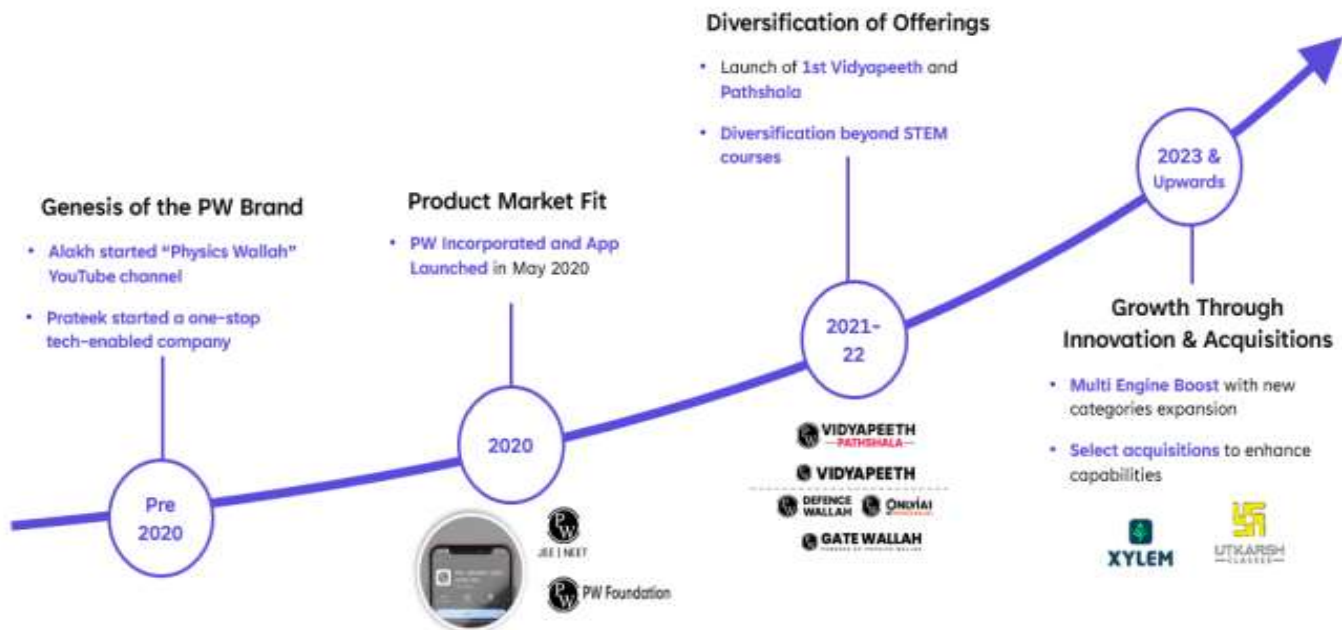 Genesis of the PW Brand
• Alakh started “Physics Wallah”
YouTube channel
• Prateek started a one-stop
tech-enabled company
Pre
2020
Product Market Fit
• PW Incorporated and App
Launched in May 2020
2020
PW
JEE | NEET
PW
PW Foundation
Diversification of Offerings
• Launch of 1st Vidyapeeth and
Pathshala
• Diversification beyond STEM
courses
2021-
22
VIDYAPEETH
PATHSHALA
VIDYAPEETH
DEFENCE
WALLAH
ONLYIAS
GATE WALLAH
2023 &
Upwards
Growth Through
Innovation & Acquisitions
• Multi Engine Boost with new
categories expansion
• Select acquisitions to enhance
capabilities
XYLEM
UTKARSH
CLASSES